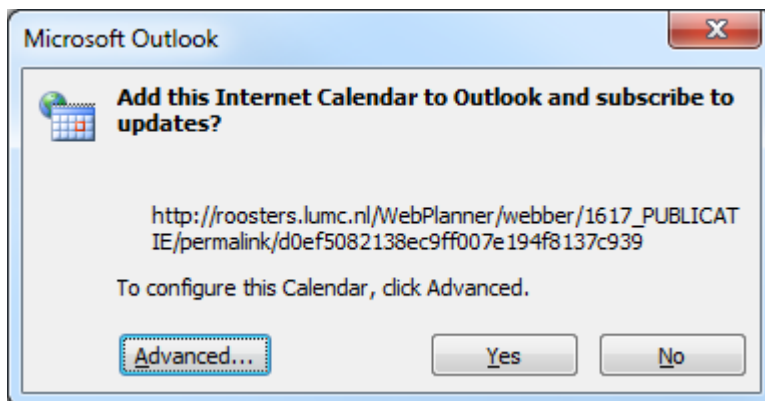 Microsoft Outlook
Add this Internet Calendar to Outlook and subscribe to
updates?
http://roosters.lumc.nl/WebPlanner/webber/1617_PUBLICAT
IE/permalink/d0ef5082138ec9ff007e194f8137c939
To configure this Calendar, click Advanced.
Advanced... Yes No